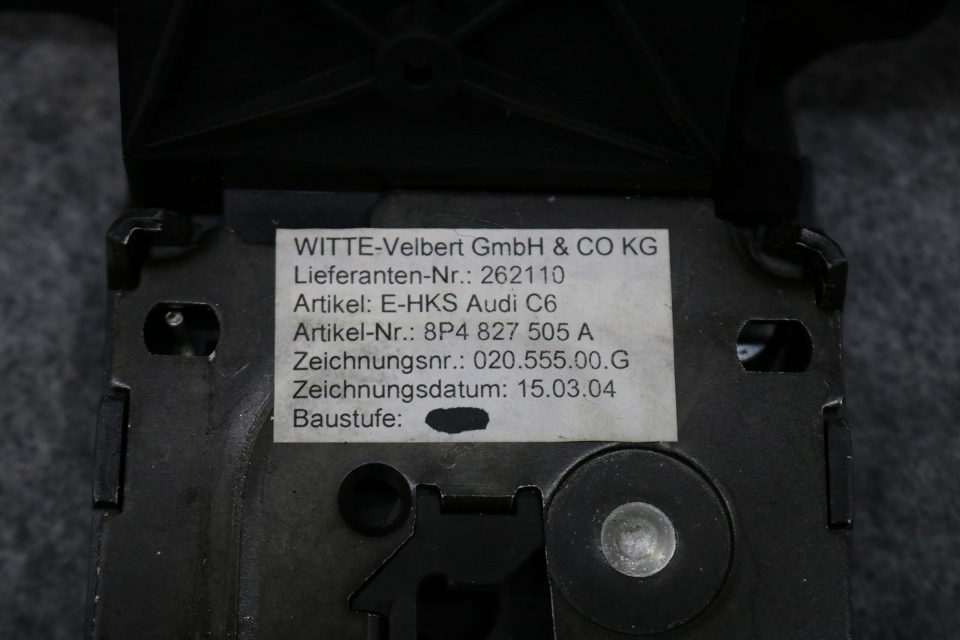 WITTE-Velbert GmbH & CO KG
Lieferanten-Nr.: 262110
Artikel: E-HKS Audi C6
Artikel-Nr.: 8P4 827 505 A
Zeichnungsnr.: 020.555.00.G
Zeichnungsdatum: 15.03.04
Baustufe: